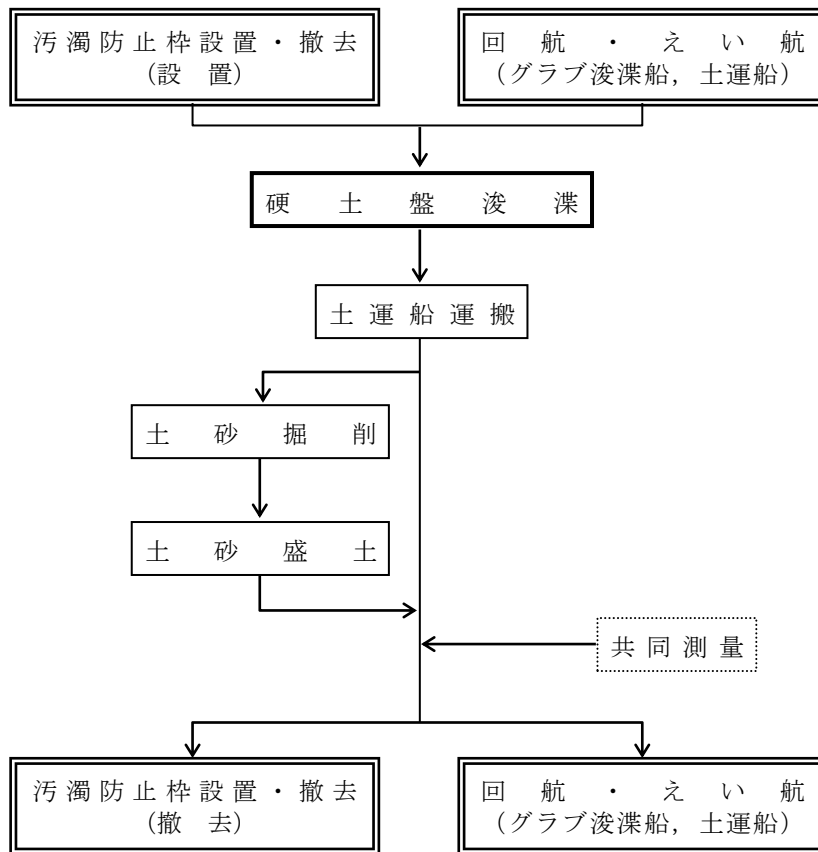 汚濁防止枠設置・撤去
(設 置)
回航・えい航
(グラブ浚渫船, 土運船)
硬土盤浚渫
土運船運搬
土砂掘削
土砂盛土
共同測量
汚濁防止枠設置・撤去
(撤 去)
回航・えい航
(グラブ浚渫船, 土運船)